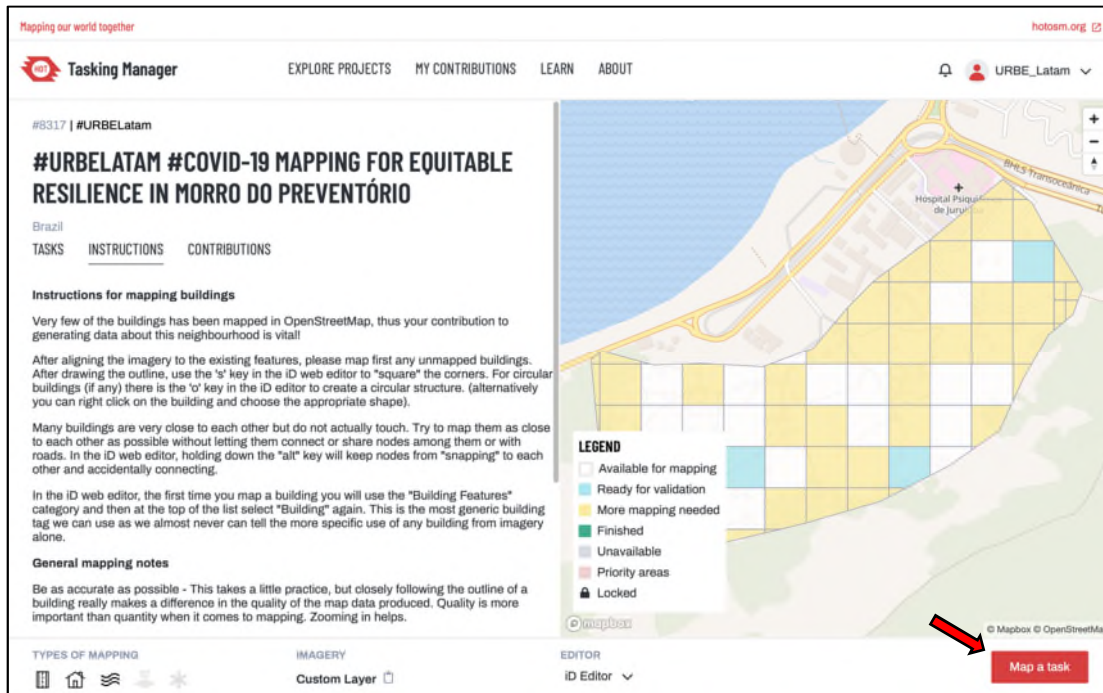 Mapping our world together
hotosm.org
HOT
Tasking Manager
EXPLORE PROJECTS
MY CONTRIBUTIONS
LEARN
ABOUT
URBE_Latam
#8317 | #URBELatam
#URBELATAM #COVID-19 MAPPING FOR EQUITABLE
RESILIENCE IN MORRO DO PREVENTÓRIO
Brazil
TASKS
INSTRUCTIONS
CONTRIBUTIONS
Instructions for mapping buildings
Very few of the buildings has been mapped in OpenStreetMap, thus your contribution to
generating data about this neighbourhood is vital!
After aligning the imagery to the existing features, please map first any unmapped buildings.
After drawing the outline, use the 's' key in the iD web editor to "square" the corners. For circular
buildings (if any) there is the 'o' key in the iD editor to create a circular structure. (alternatively
you can right click on the building and choose the appropriate shape).
Many buildings are very close to each other but do not actually touch. Try to map them as close
to each other as possible without letting them connect or share nodes among them or with
roads. In the iD web editor, holding down the "alt" key will keep nodes from "snapping" to each
other and accidentally connecting.
In the iD web editor, the first time you map a building you will use the "Building Features"
category and then at the top of the list select "Building" again. This is the most generic building
tag we can use as we almost never can tell the more specific use of any building from imagery
alone.
General mapping notes
Be as accurate as possible - This takes a little practice, but closely following the outline of a
building really makes a difference in the quality of the map data produced. Quality is more
important than quantity when it comes to mapping. Zooming in helps.
BHLS Transoceânica
Hospital
de
LEGEND
Available for mapping
Ready for validation
More mapping needed
Finished
Unavailable
Priority areas
Locked
mapbox
© Mapbox © OpenStreetMa
TYPES OF MAPPING
IMAGERY
Custom Layer
EDITOR
iD Editor
Map a task